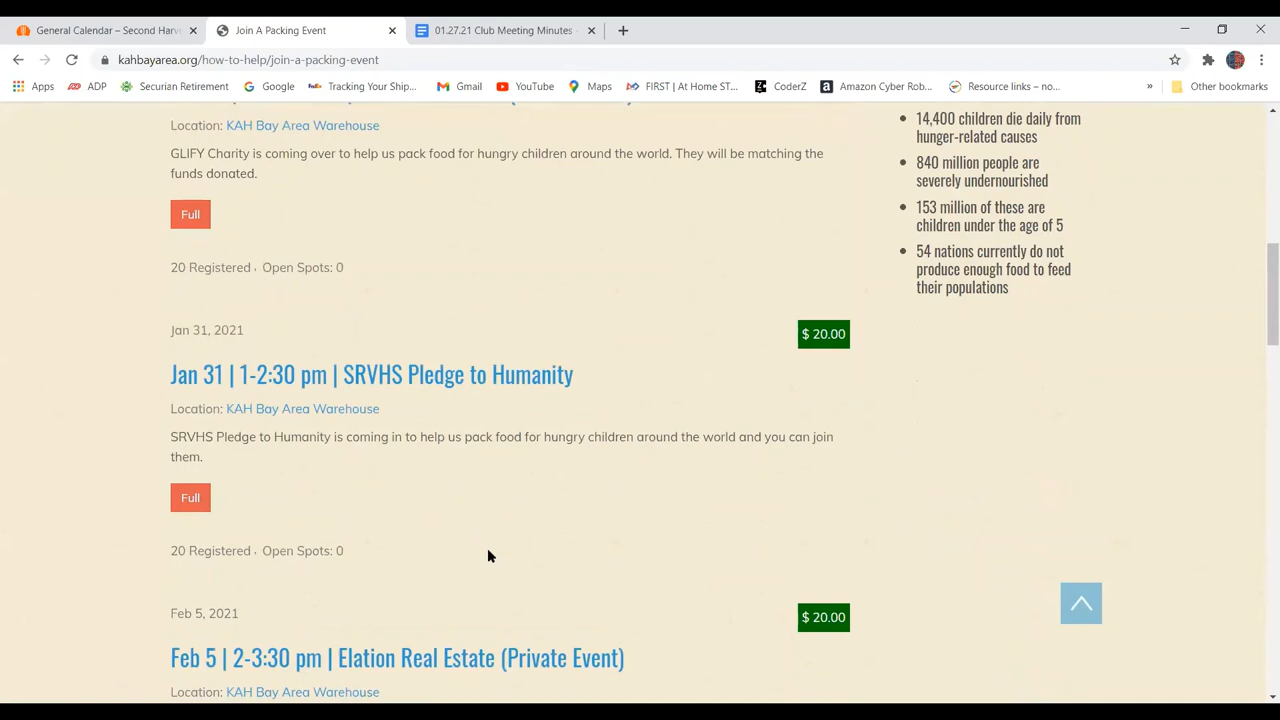 General Calendar – Second Harv
Join A Packing Event
01.27.21 Club Meeting Minutes -
kahbayarea.org/how-to-help/join-a-packing-event
Apps
ADP
Securian Retirement
Google
Tracking Your Ship...
Gmail
YouTube
Maps
FIRST | At Home ST...
CoderZ
Amazon Cyber Rob...
Resource links – no...
»
Other bookmarks
Location: KAH Bay Area Warehouse
GLIFY Charity is coming over to help us pack food for hungry children around the world. They will be matching the
funds donated.
Full
20 Registered . Open Spots: 0
Jan 31, 2021
$ 20.00
Jan 31 | 1-2:30 pm | SRVHS Pledge to Humanity
Location: KAH Bay Area Warehouse
SRVHS Pledge to Humanity is coming in to help us pack food for hungry children around the world and you can join
them.
Full
20 Registered . Open Spots: 0
Feb 5, 2021
$ 20.00
Feb 5 | 2-3:30 pm | Elation Real Estate (Private Event)
Location: KAH Bay Area Warehouse
14,400 children die daily from
hunger-related causes
840 million people are
severely undernourished
153 million of these are
children under the age of 5
54 nations currently do not
produce enough food to feed
their populations